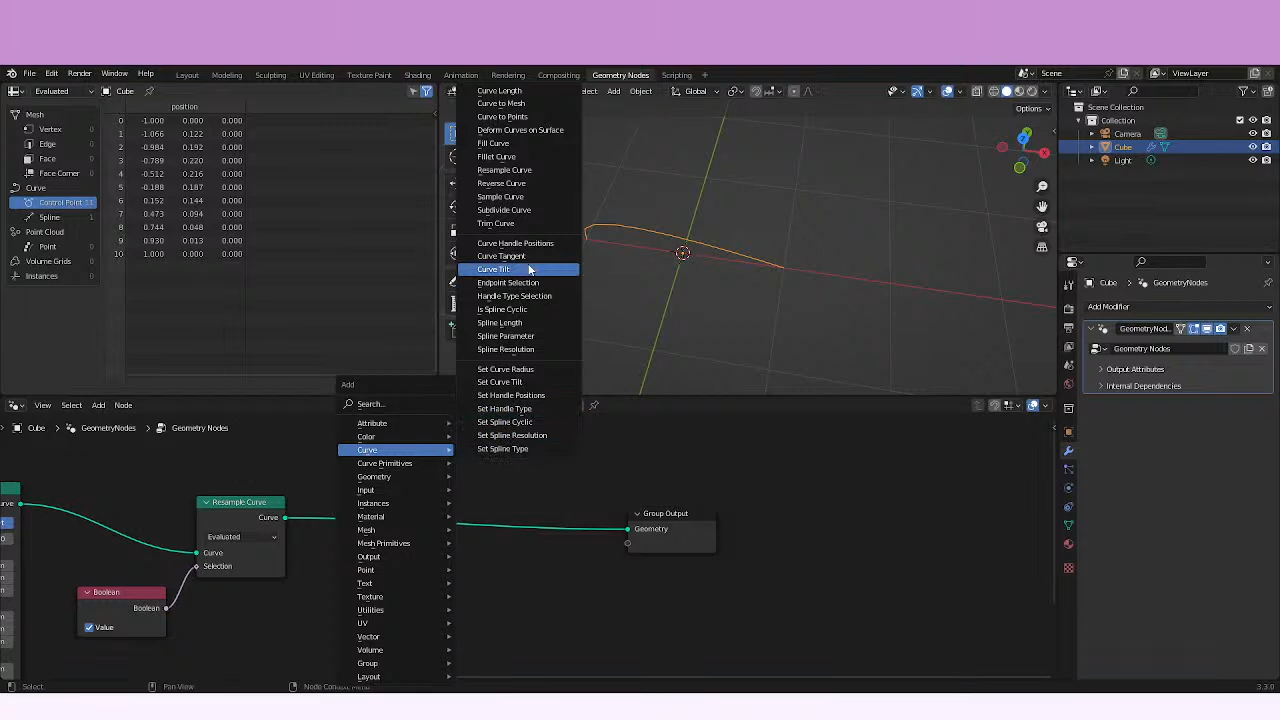 File Edit Render Window Help Layout Modeling Sculpting UV Editing Texture Paint Shading Animation Rendering Compositing Geometry Nodes Scripting + Scene ViewLayer
Evaluated Cube
Select Add Object Global
Options
position
Mesh
Vertex 0
Edge 0
Face 0
Face Corner 0
Curve
Control Point 11
Spline 1
Point Cloud
Point 0
Volume Grids 0
Instances 0
0 -1.000 0.000 0.000
1 -1.066 0.122 0.000
2 -0.984 0.192 0.000
3 -0.789 0.220 0.000
4 -0.512 0.216 0.000
5 -0.188 0.187 0.000
6 0.152 0.144 0.000
7 0.473 0.094 0.000
8 0.744 0.048 0.000
9 0.930 0.013 0.000
10 1.000 0.000 0.000
Curve Length
Curve to Mesh
Curve to Points
Deform Curves on Surface
Fill Curve
Fillet Curve
Resample Curve
Reverse Curve
Sample Curve
Subdivide Curve
Trim Curve
Curve Handle Positions
Curve Tangent
Curve Tilt
Endpoint Selection
Handle Type Selection
Is Spline Cyclic
Spline Length
Spline Parameter
Spline Resolution
Set Curve Radius
Set Curve Tilt
Set Handle Positions
Set Handle Type
Set Spline Cyclic
Set Spline Resolution
Set Spline Type
Z
X
Scene Collection
Collection
Camera
Cube
Light
Cube GeometryNodes
Add Modifier
GeometryNod...
Geometry Nodes
Output Attributes
Internal Dependencies
View Select Add Node
Cube GeometryNodes Geometry Nodes
Add
Search...
Attribute
Color
Curve
Curve Primitives
Geometry
Input
Instances
Material
Mesh
Mesh Primitives
Output
Point
Text
Texture
Utilities
UV
Vector
Volume
Group
Layout
Resample Curve
Curve
Evaluated
Curve
Selection
Boolean
Boolean
Value
Group Output
Geometry
Select Pan View 3.3.0